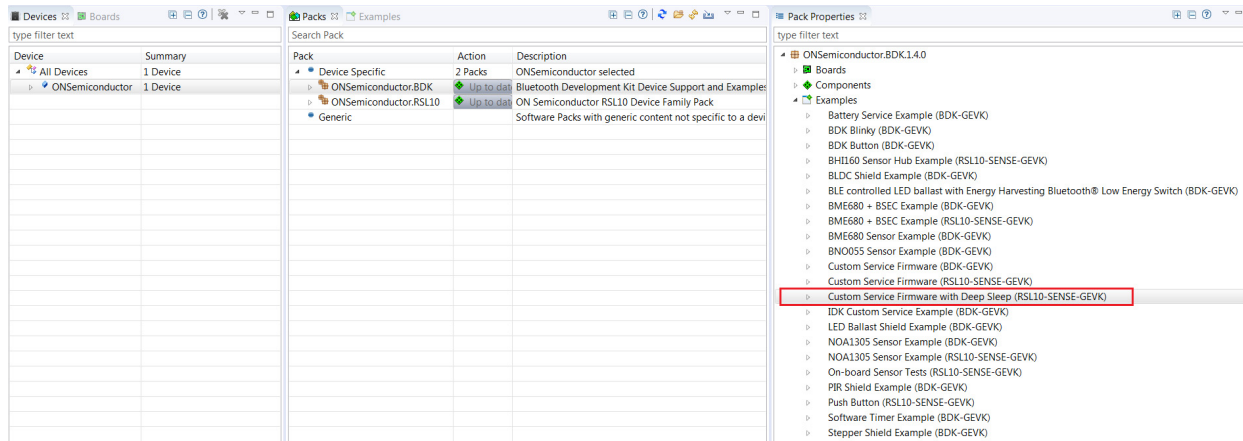 Devices
Boards
type filter text
Device Summary
All Devices 1 Device
ONSemiconductor 1 Device
Packs
Examples
Search Pack
Pack Action Description
Device Specific 2 Packs ONSemiconductor selected
ONSemiconductor.BDK Up to dat Bluetooth Development Kit Device Support and Examples
ONSemiconductor.RSL10 Up to dat ON Semiconductor RSL10 Device Family Pack
Generic Software Packs with generic content not specific to a devi
Pack Properties
type filter text
ONSemiconductor.BDK.1.4.0
Boards
Components
Examples
Battery Service Example (BDK-GEVK)
BDK Blinky (BDK-GEVK)
BDK Button (BDK-GEVK)
BHI160 Sensor Hub Example (RSL10-SENSE-GEVK)
BLDC Shield Example (BDK-GEVK)
BLE controlled LED ballast with Energy Harvesting Bluetooth® Low Energy Switch (BDK-GEVK)
BME680 + BSEC Example (BDK-GEVK)
BME680 + BSEC Example (RSL10-SENSE-GEVK)
BME680 Sensor Example (BDK-GEVK)
BNO055 Sensor Example (BDK-GEVK)
Custom Service Firmware (BDK-GEVK)
Custom Service Firmware (RSL10-SENSE-GEVK)
Custom Service Firmware with Deep Sleep (RSL10-SENSE-GEVK)
IDK Custom Service Example (BDK-GEVK)
LED Ballast Shield Example (BDK-GEVK)
NOA1305 Sensor Example (BDK-GEVK)
NOA1305 Sensor Example (RSL10-SENSE-GEVK)
On-board Sensor Tests (RSL10-SENSE-GEVK)
PIR Shield Example (BDK-GEVK)
Push Button (RSL10-SENSE-GEVK)
Software Timer Example (BDK-GEVK)
Stepper Shield Example (BDK-GEVK)